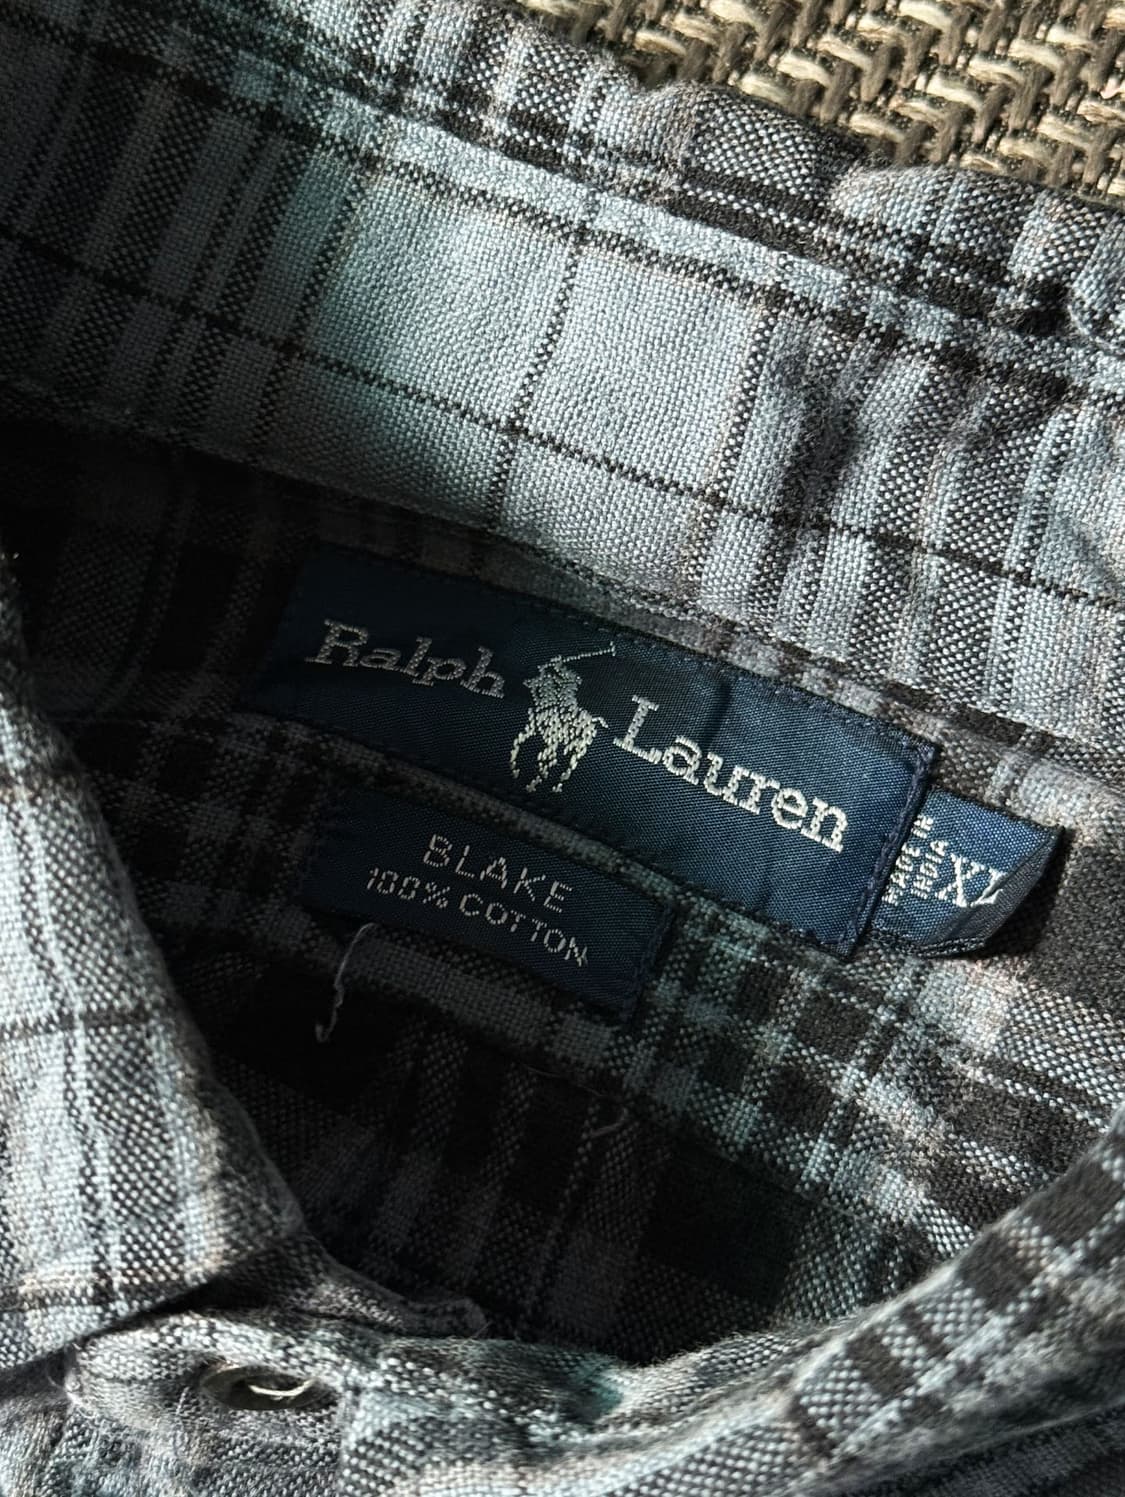 Ralph Lauren
BLAKE
100% COTTON
XL